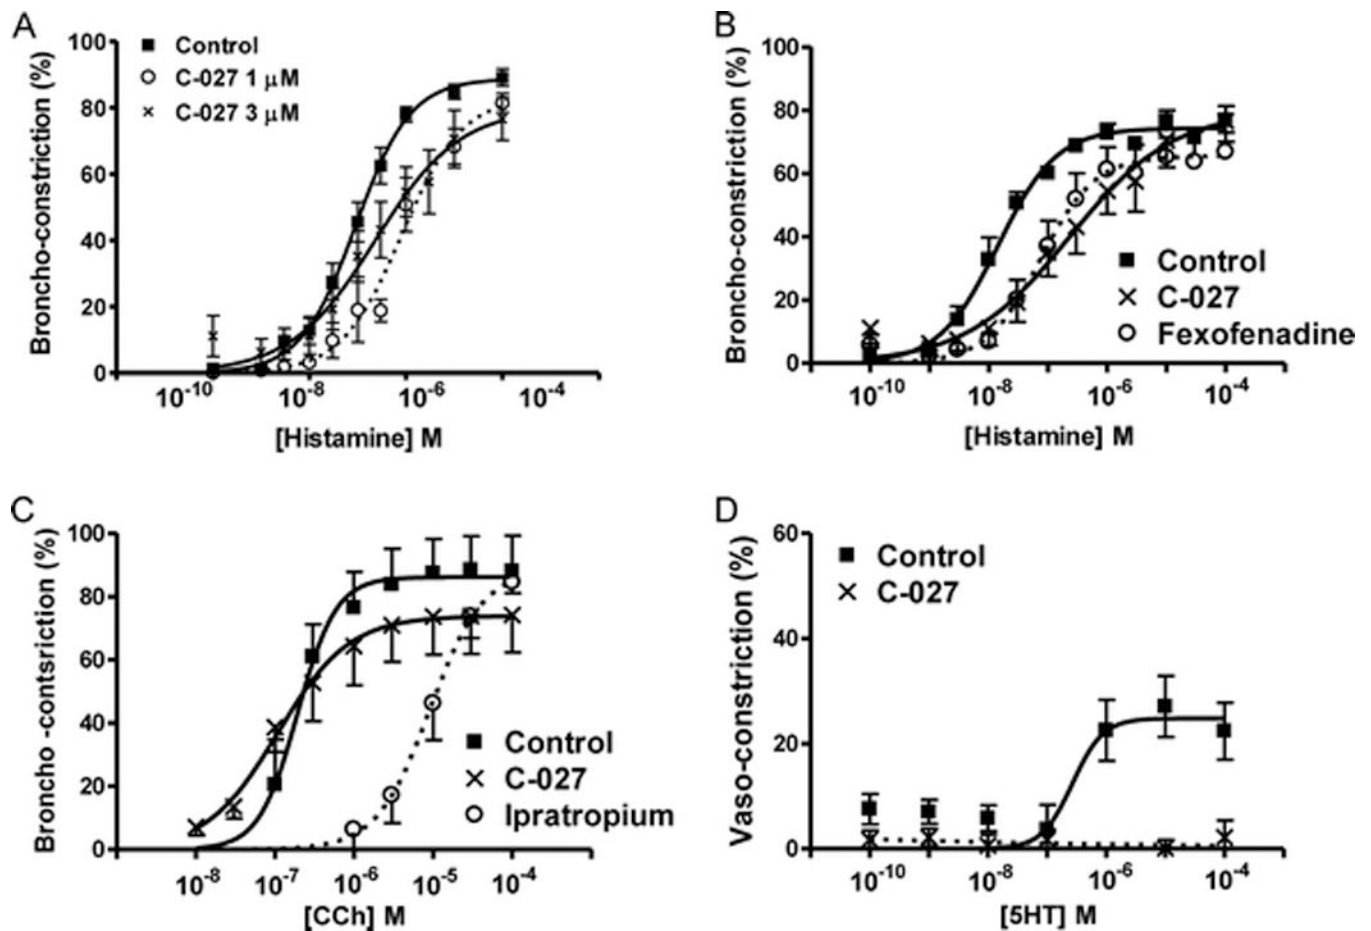 A
Broncho-constriction (%)
100
80
60
40
20
0
Control
C-027 1 μM
C-027 3 μM
10-10
10-8
10-6
10-4
[Histamine] M
B
Broncho-constriction (%)
100
80
60
40
20
0
Control
C-027
Fexofenadine
10-10
10-8
10-6
10-4
[Histamine] M
C
Broncho -contsriction (%)
100
80
60
40
20
0
Control
C-027
Ipratropium
10-8
10-7
10-6
10-5
10-4
[CCh] M
D
Vaso-constriction (%)
60
40
20
0
Control
C-027
10-10
10-8
10-6
10-4
[5HT] M